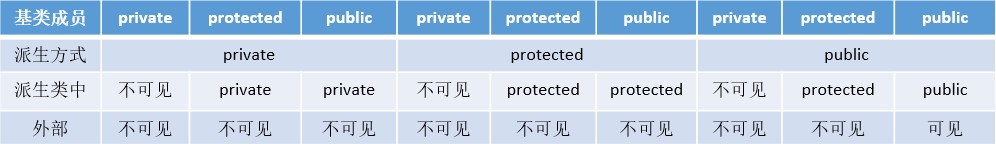 基类成员 private protected public private protected public private protected public
派生方式 private protected public
派生类中 不可见 private private 不可见 protected protected 不可见 protected public
外部 不可见 不可见 不可见 不可见 不可见 不可见 不可见 不可见 可见